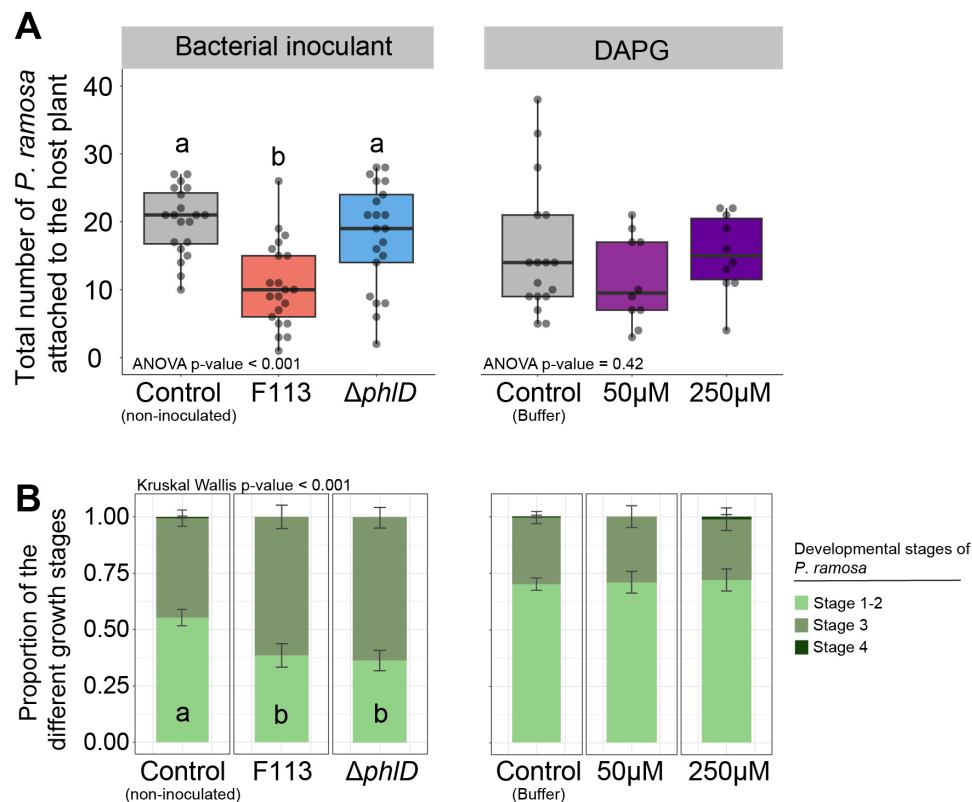 A
Bacterial inoculant
DAPG
Total number of P. ramosa
attached to the host plant
40
30
20
10
0
a
b
a
ANOVA p-value < 0.001
ANOVA p-value = 0.42
Control
(non-inoculated)
F113
ΔphlD
Control
(Buffer)
50µM
250µM
B
Kruskal Wallis p-value < 0.001
Proportion of the
different growth stages
1.00
0.75
0.50
0.25
0.00
a
b
b
Control
(non-inoculated)
F113
ΔphlD
Control
(Buffer)
50µM
250µM
Developmental stages of
P. ramosa
Stage 1-2
Stage 3
Stage 4